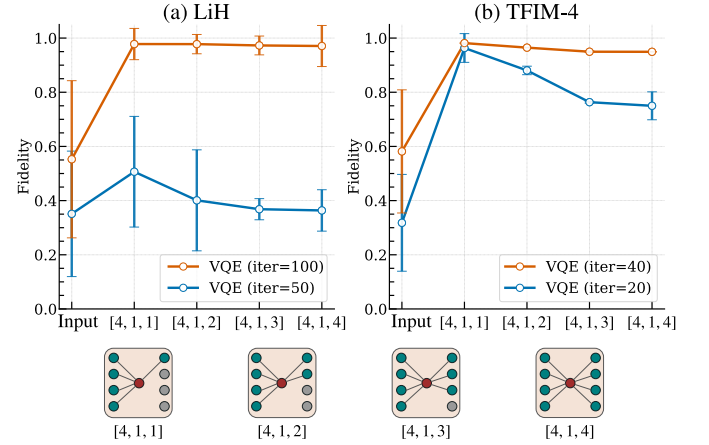 (a) LiH
(b) TFIM-4
Fidelity
1.0
0.8
0.6
0.4
0.2
0.0
VQE (iter=100)
VQE (iter=50)
Input
[4, 1, 1]
[4, 1, 2]
[4, 1, 3]
[4, 1, 4]
Fidelity
1.0
0.8
0.6
0.4
0.2
0.0
VQE (iter=40)
VQE (iter=20)
Input
[4, 1, 1]
[4, 1, 2]
[4, 1, 3]
[4, 1, 4]
[4, 1, 1]
[4, 1, 2]
[4, 1, 3]
[4, 1, 4]